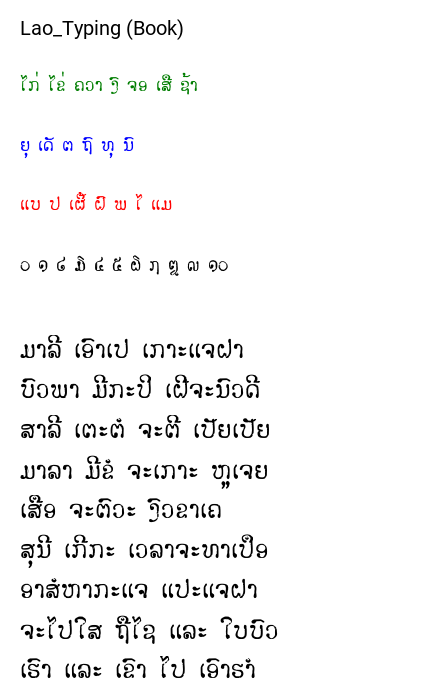 Lao_Typing (Book)
ໄກ່ ໄຂ່ ຄວາ ງົ ຈອ ເສື ຊ້າ
ຍຸ ເດັ ຕ ຖົ ທຸ ນົ
ແບ ປ ເຜີ້ ຝົ ພ ໄ ແມ
໐ ໑ ໒ ໓ ໔ ໕ ໖ ໗ ໘ ໙ ໑໐
ມາລີ ເອົາເປ ເກາະແຈຝາ
ບົວພາ ມີກະປິ ເຝີຈະນົວດີ
ສາລີ ເຕະຕໍ ຈະຕີ ເປັຍເປັຍ
ມາລາ ມີຂໍ ຈະເກາະ ຫູເຈຍ
ເສືອ ຈະຕົວະ ງົວຂາເຄ
ສຸນີ ເກີກະ ເວລາຈະທາເປືອ
ອາສໍຫາກະແຈ ແປະແຈຝາ
ຈະໄປໃສ ຖືໄຊ ແລະ ໃບບົວ
ເຮົາ ແລະ ເຂົາ ໄປ ເອົາຣາໍ